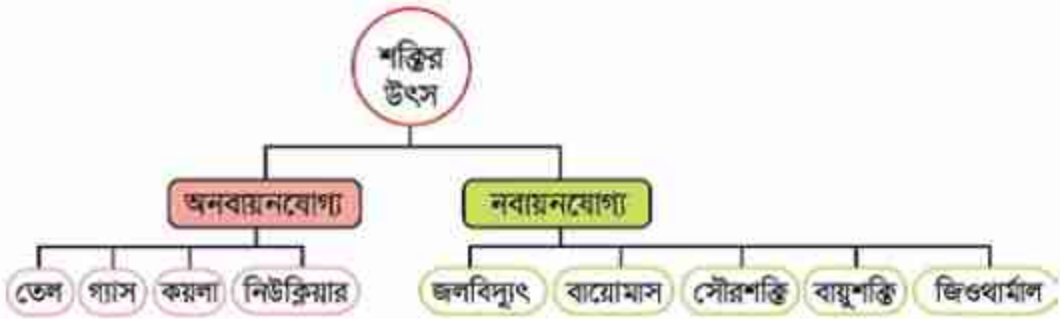 শক্তির
উৎস
অনবায়নযোগ্য
নবায়নযোগ্য
তেল
গ্যাস
কয়লা
নিউক্লিয়ার
জলবিদ্যুৎ
বায়োমাস
সৌরশক্তি
বায়ুশক্তি
জিওথার্মাল